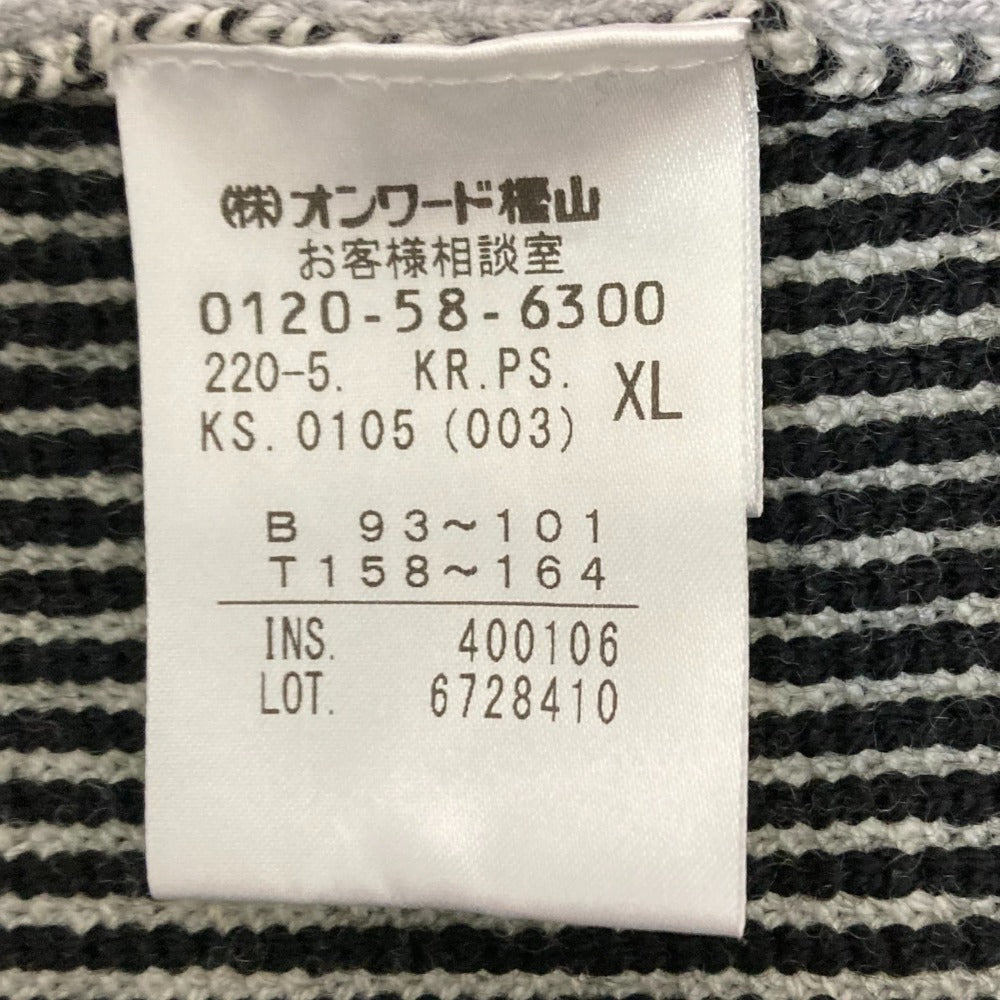 (株)オンワード樫山
お客様相談室
0120-58-6300
220-5. KR.PS. XL
KS.0105 (003)
B 93~101
T158~164
INS. 400106
LOT. 6728410